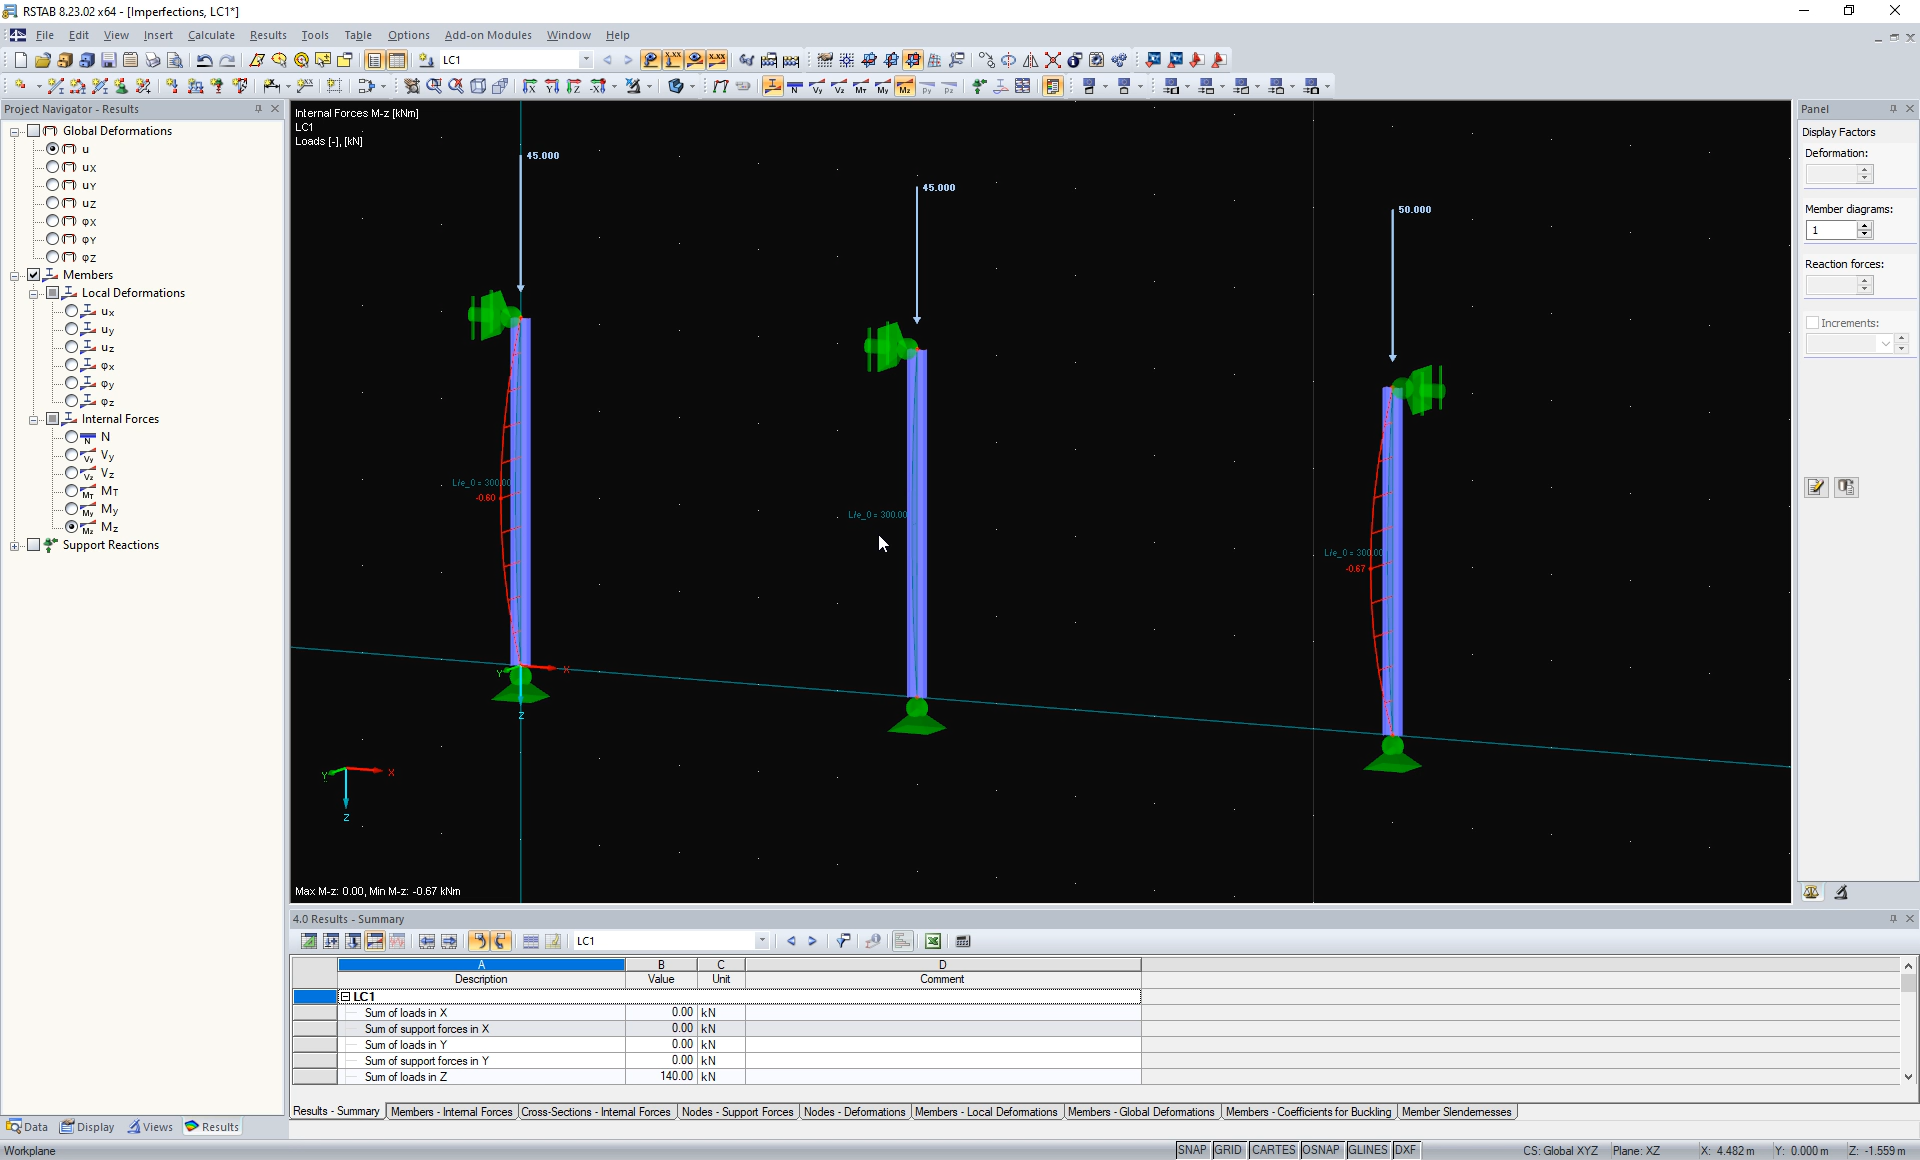 RSTAB 8.23.02 x64 - [Imperfections, LC1*]
File Edit View Insert Calculate Results Tools Table Options Add-on Modules Window Help
LC1
Project Navigator - Results
Global Deformations
u
uX
uY
uZ
φX
φY
φZ
Members
Local Deformations
ux
uy
uz
φx
φy
φz
Internal Forces
N
Vy
Vz
MT
My
Mz
Support Reactions
Data Display Views Results
Internal Forces M-z [kNm]
LC1
Loads [-], [kN]
45.000
45.000
50.000
L/e_0 = 300.00
-0.60
L/e_0 = 300.00
L/e_0 = 300.00
-0.67
X
Y
Z
X
Y
Z
Max M-z: 0.00, Min M-z: -0.67 kNm
Panel
Display Factors
Deformation:
Member diagrams:
1
Reaction forces:
Increments:
4.0 Results - Summary
LC1
A B C D
Description Value Unit Comment
LC1
Sum of loads in X 0.00 kN
Sum of support forces in X 0.00 kN
Sum of loads in Y 0.00 kN
Sum of support forces in Y 0.00 kN
Sum of loads in Z 140.00 kN
Results - Summary Members - Internal Forces Cross-Sections - Internal Forces Nodes - Support Forces Nodes - Deformations Members - Local Deformations Members - Global Deformations Members - Coefficients for Buckling Member Slendernesses
Workplane SNAP GRID CARTES OSNAP GLINES DXF CS: Global XYZ Plane: XZ X: 4.482 m Y: 0.000 m Z: -1.559 m